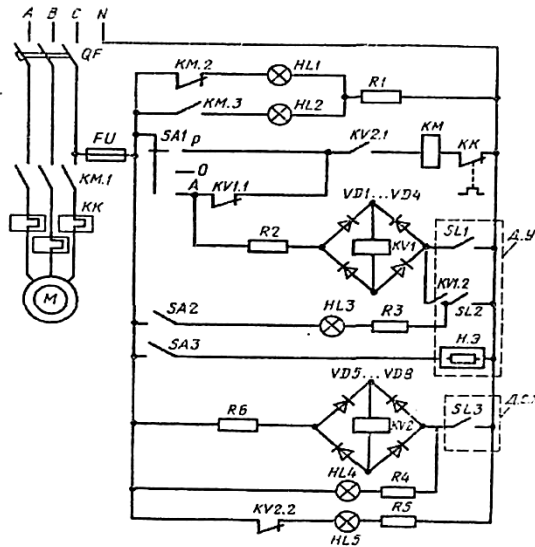 A B C N
QF
KM.2 HL1
R1
KM.3 HL2
FU
SA1 P
KV2.1 KM KK
O
KM.1
A KV1.1
KK
VD1...VD4
R2
KV1
SL1
Д.У
M
KV1.2
SL2
SA2
HL3 R3
SA3
Н.Э
VD5...VD8
R6
KV2
SL3
Д.С.Х
HL4 R4
KV2.2
HL5
R5